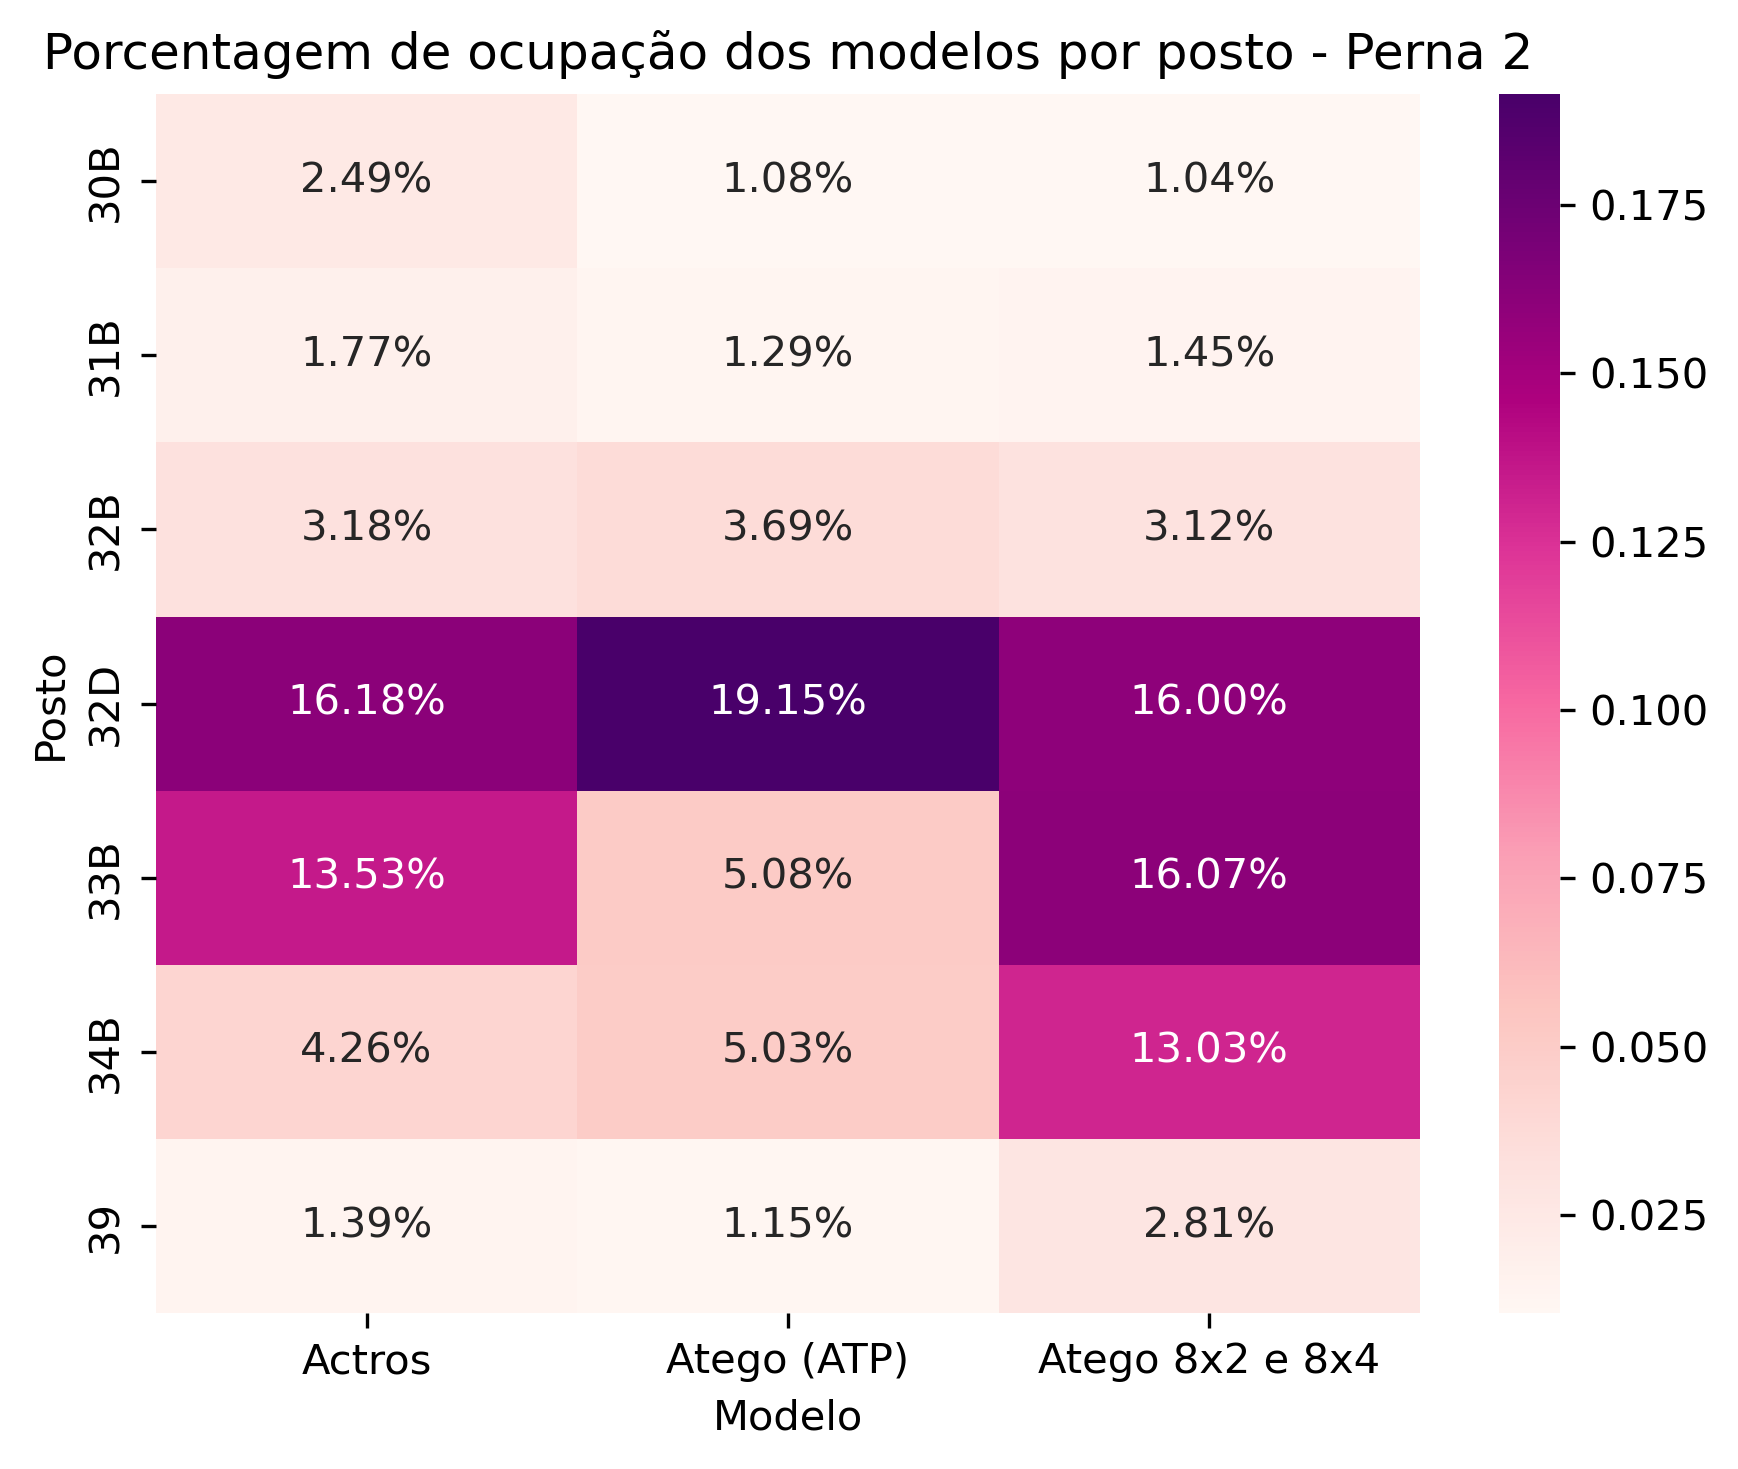 Porcentagem de ocupação dos modelos por posto - Perna 2
Posto
30B 2.49% 1.08% 1.04%
31B 1.77% 1.29% 1.45%
32B 3.18% 3.69% 3.12%
32D 16.18% 19.15% 16.00%
33B 13.53% 5.08% 16.07%
34B 4.26% 5.03% 13.03%
39 1.39% 1.15% 2.81%
Actros Atego (ATP) Atego 8x2 e 8x4
Modelo
0.175
0.150
0.125
0.100
0.075
0.050
0.025